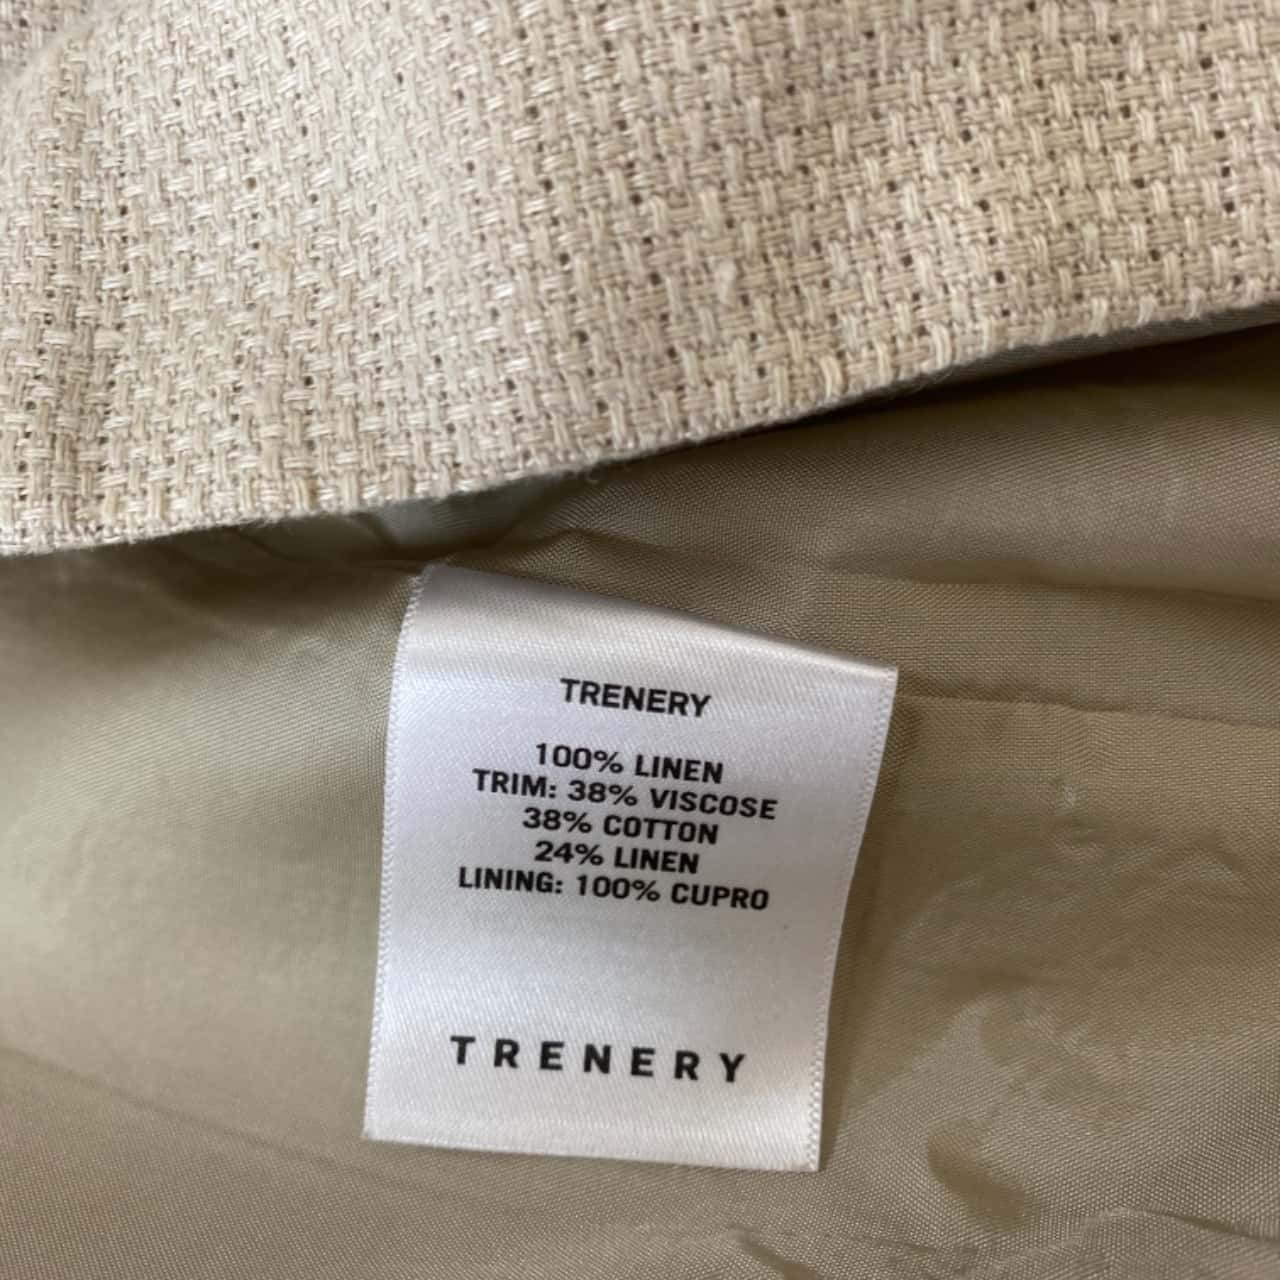 TRENERY
100% LINEN
TRIM: 38% VISCOSE
38% COTTON
24% LINEN
LINING: 100% CUPRO
TRENERY